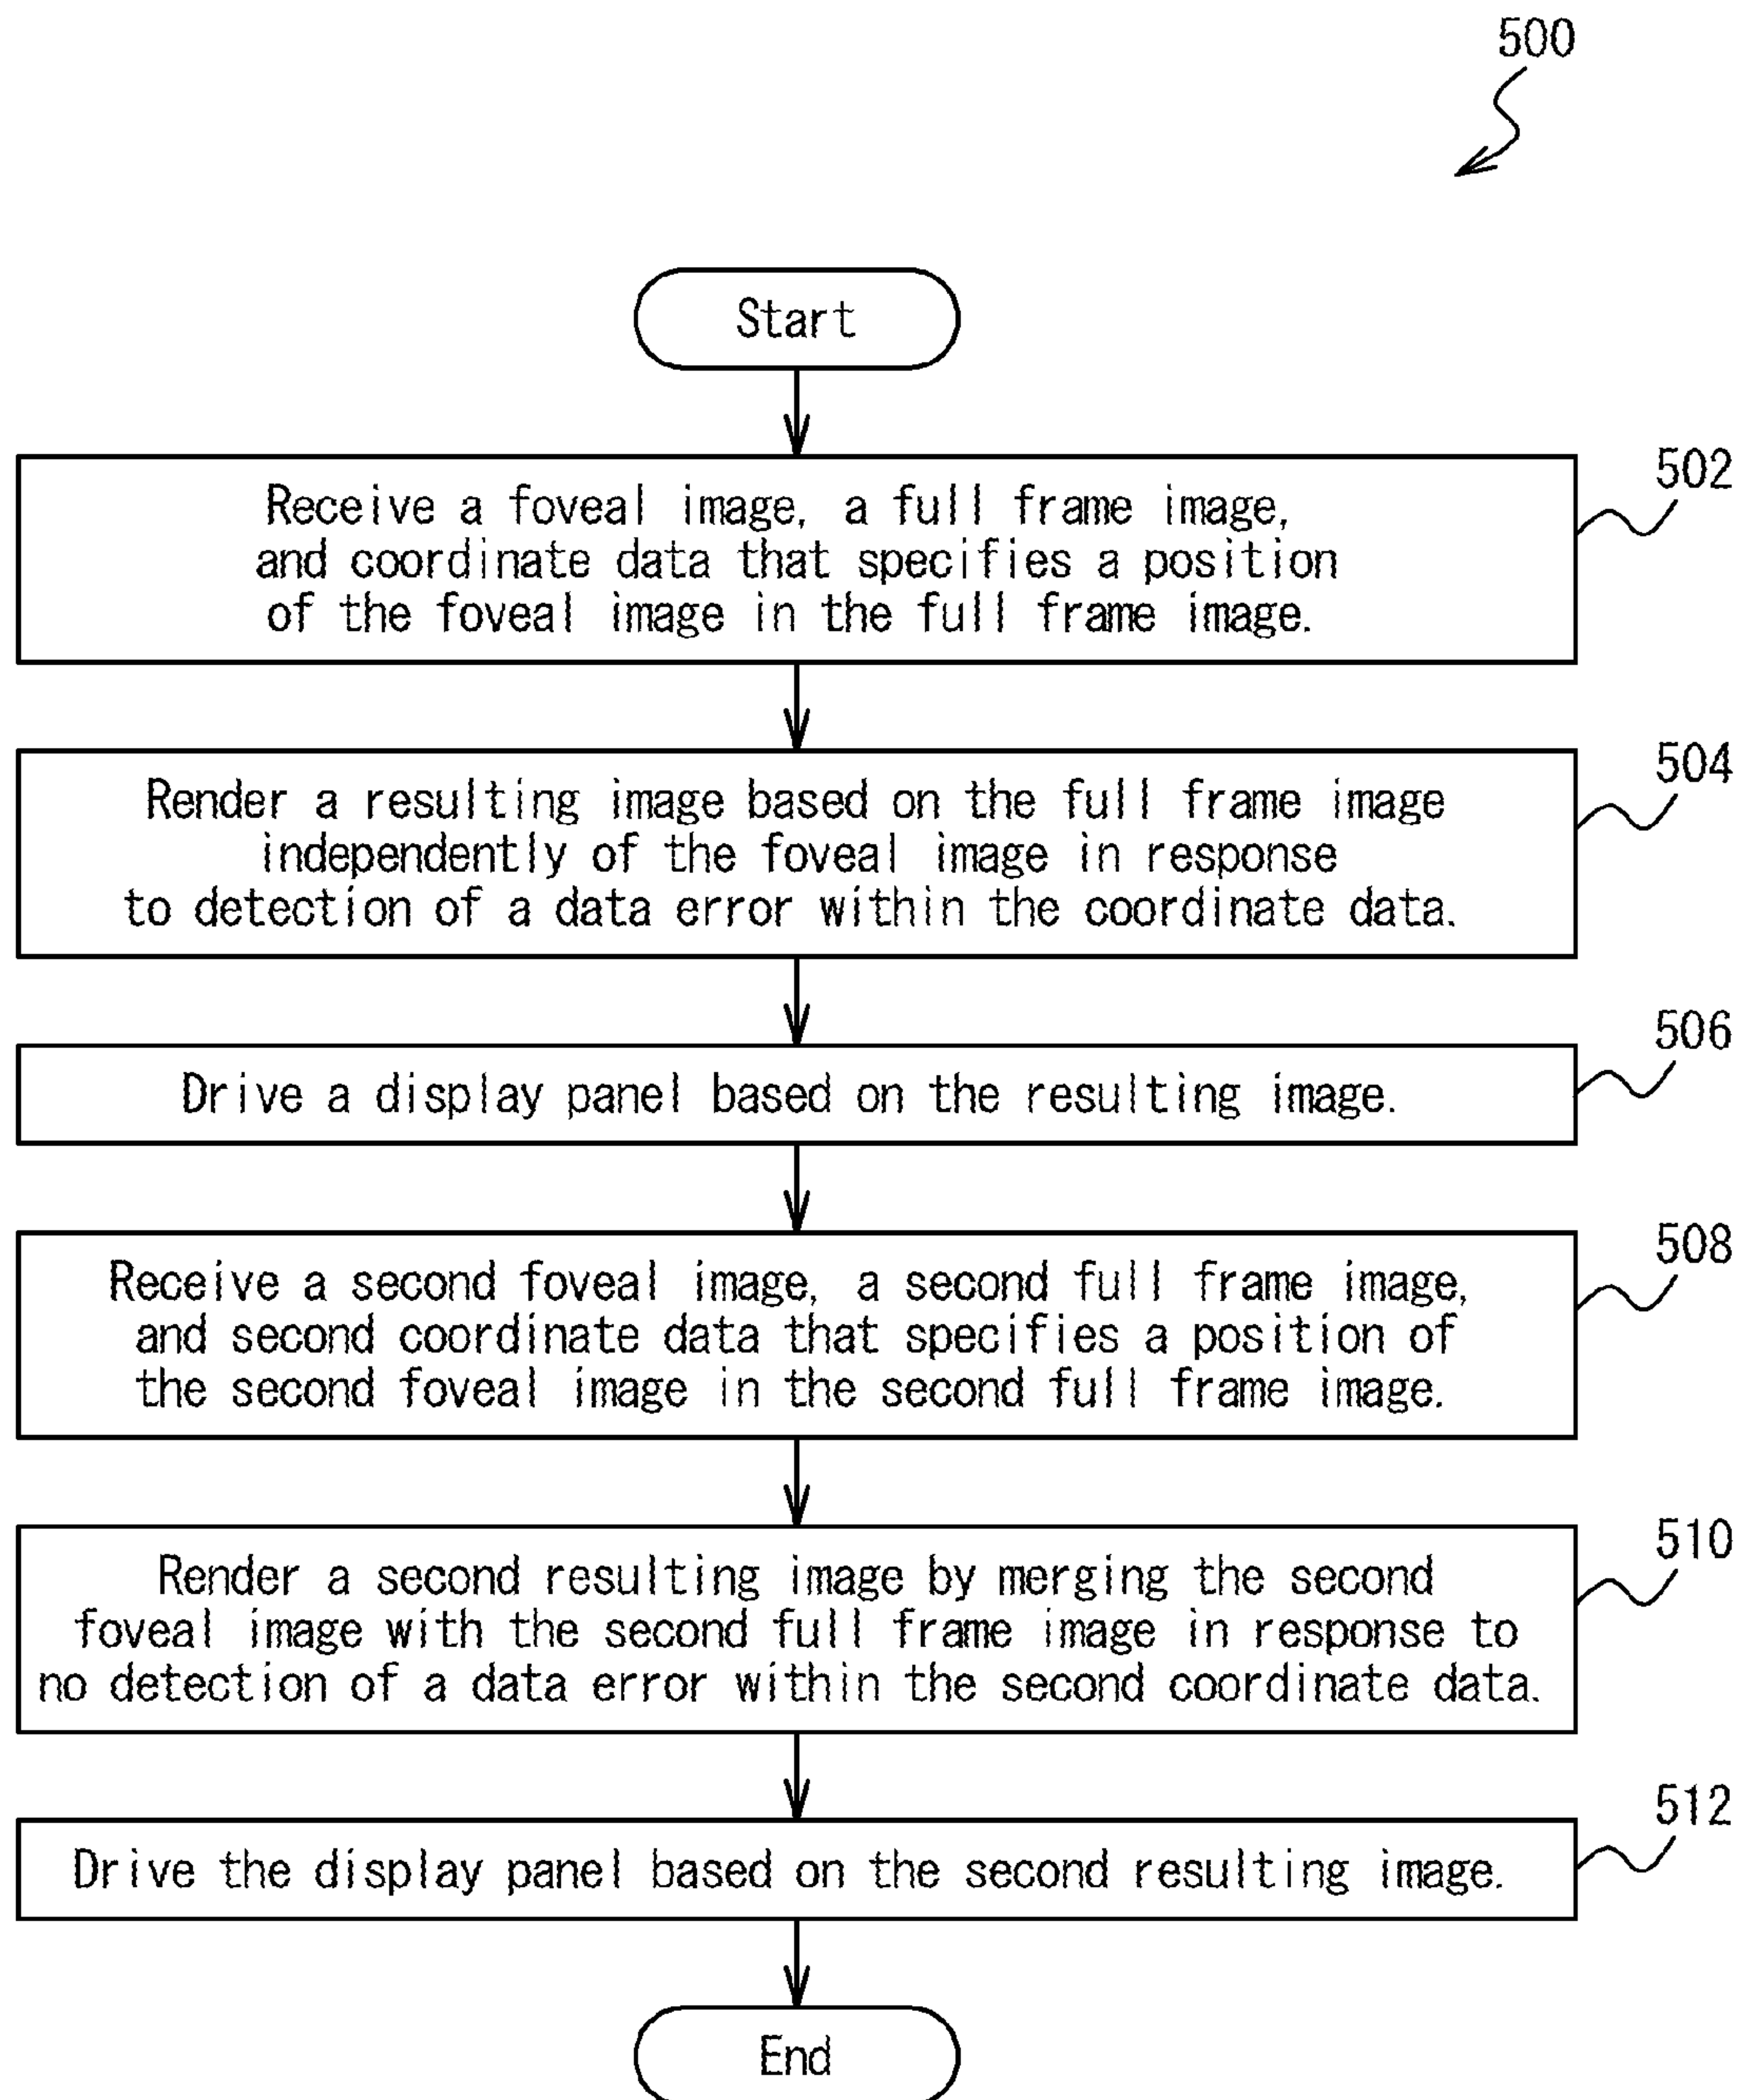 500
Start
502
Receive a foveal image, a full frame image,
and coordinate data that specifies a position
of the foveal image in the full frame image.
504
Render a resulting image based on the full frame image
independently of the foveal image in response
to detection of a data error within the coordinate data.
506
Drive a display panel based on the resulting image.
508
Receive a second foveal image, a second full frame image,
and second coordinate data that specifies a position of
the second foveal image in the second full frame image.
510
Render a second resulting image by merging the second
foveal image with the second full frame image in response to
no detection of a data error within the second coordinate data.
512
Drive the display panel based on the second resulting image.
End